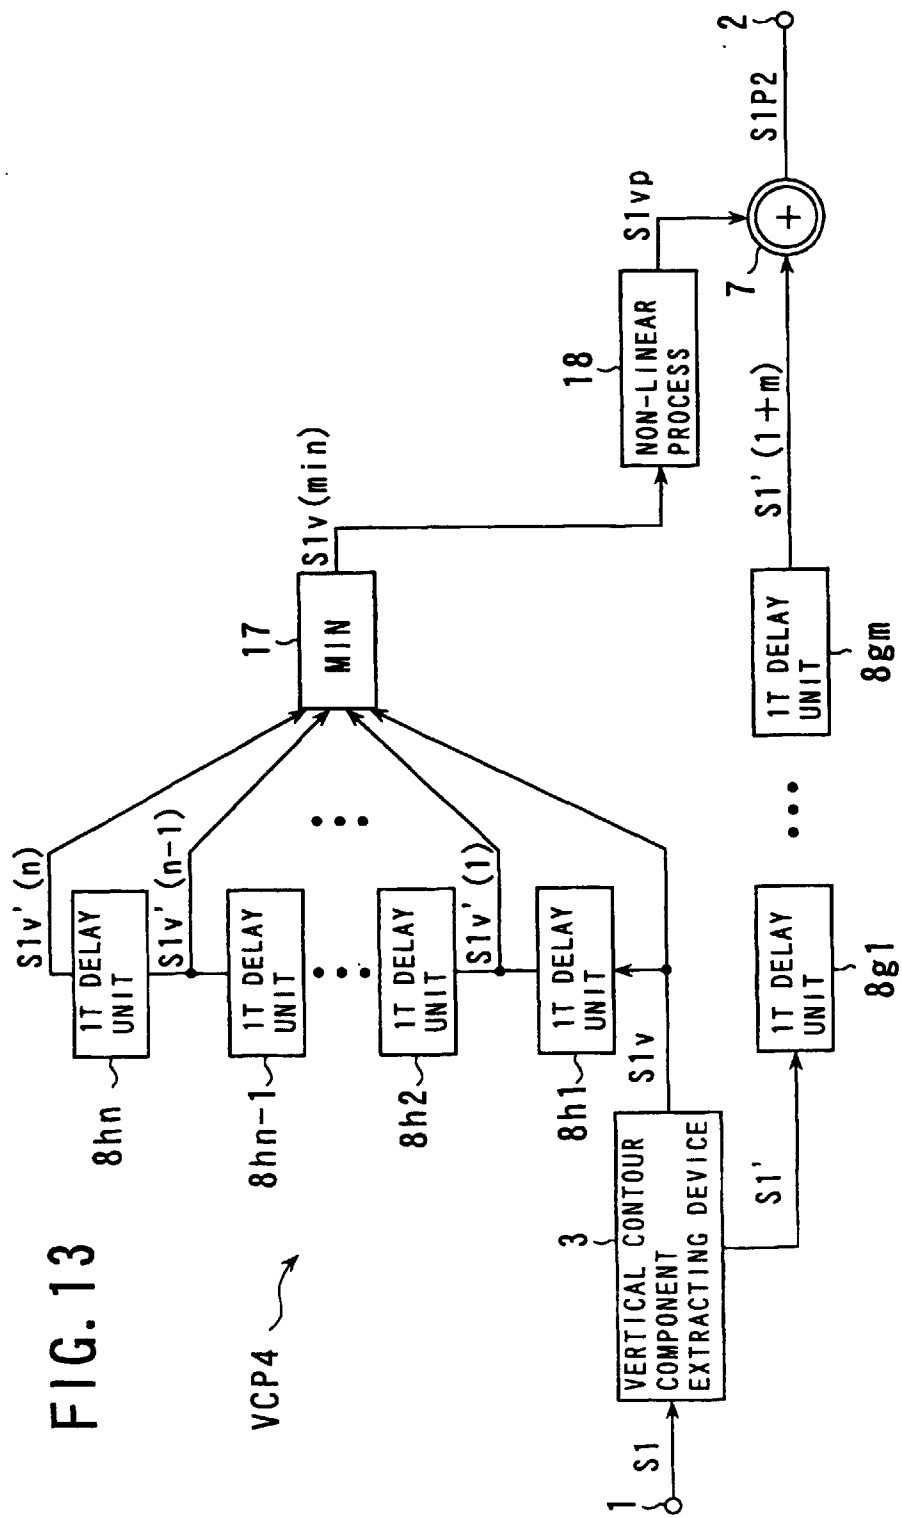 FIG. 13
VCP4
1
S1
3
VERTICAL CONTOUR
COMPONENT
EXTRACTING DEVICE
S1v
S1'
8hn
1T DELAY
UNIT
S1v' (n)
8hn-1
1T DELAY
UNIT
S1v' (n-1)
8h2
1T DELAY
UNIT
8h1
1T DELAY
UNIT
S1v' (1)
17
MIN
S1v (min)
18
NON-LINEAR
PROCESS
S1vp
1T DELAY
UNIT
8g1
1T DELAY
UNIT
8gm
S1' (1+m)
7
+
S1P2
2